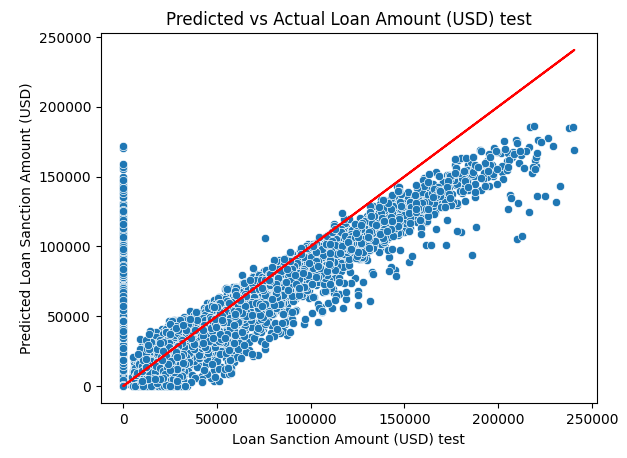 Predicted vs Actual Loan Amount (USD) test
250000
200000
150000
100000
50000
0
Predicted Loan Sanction Amount (USD)
0 50000 100000 150000 200000 250000
Loan Sanction Amount (USD) test